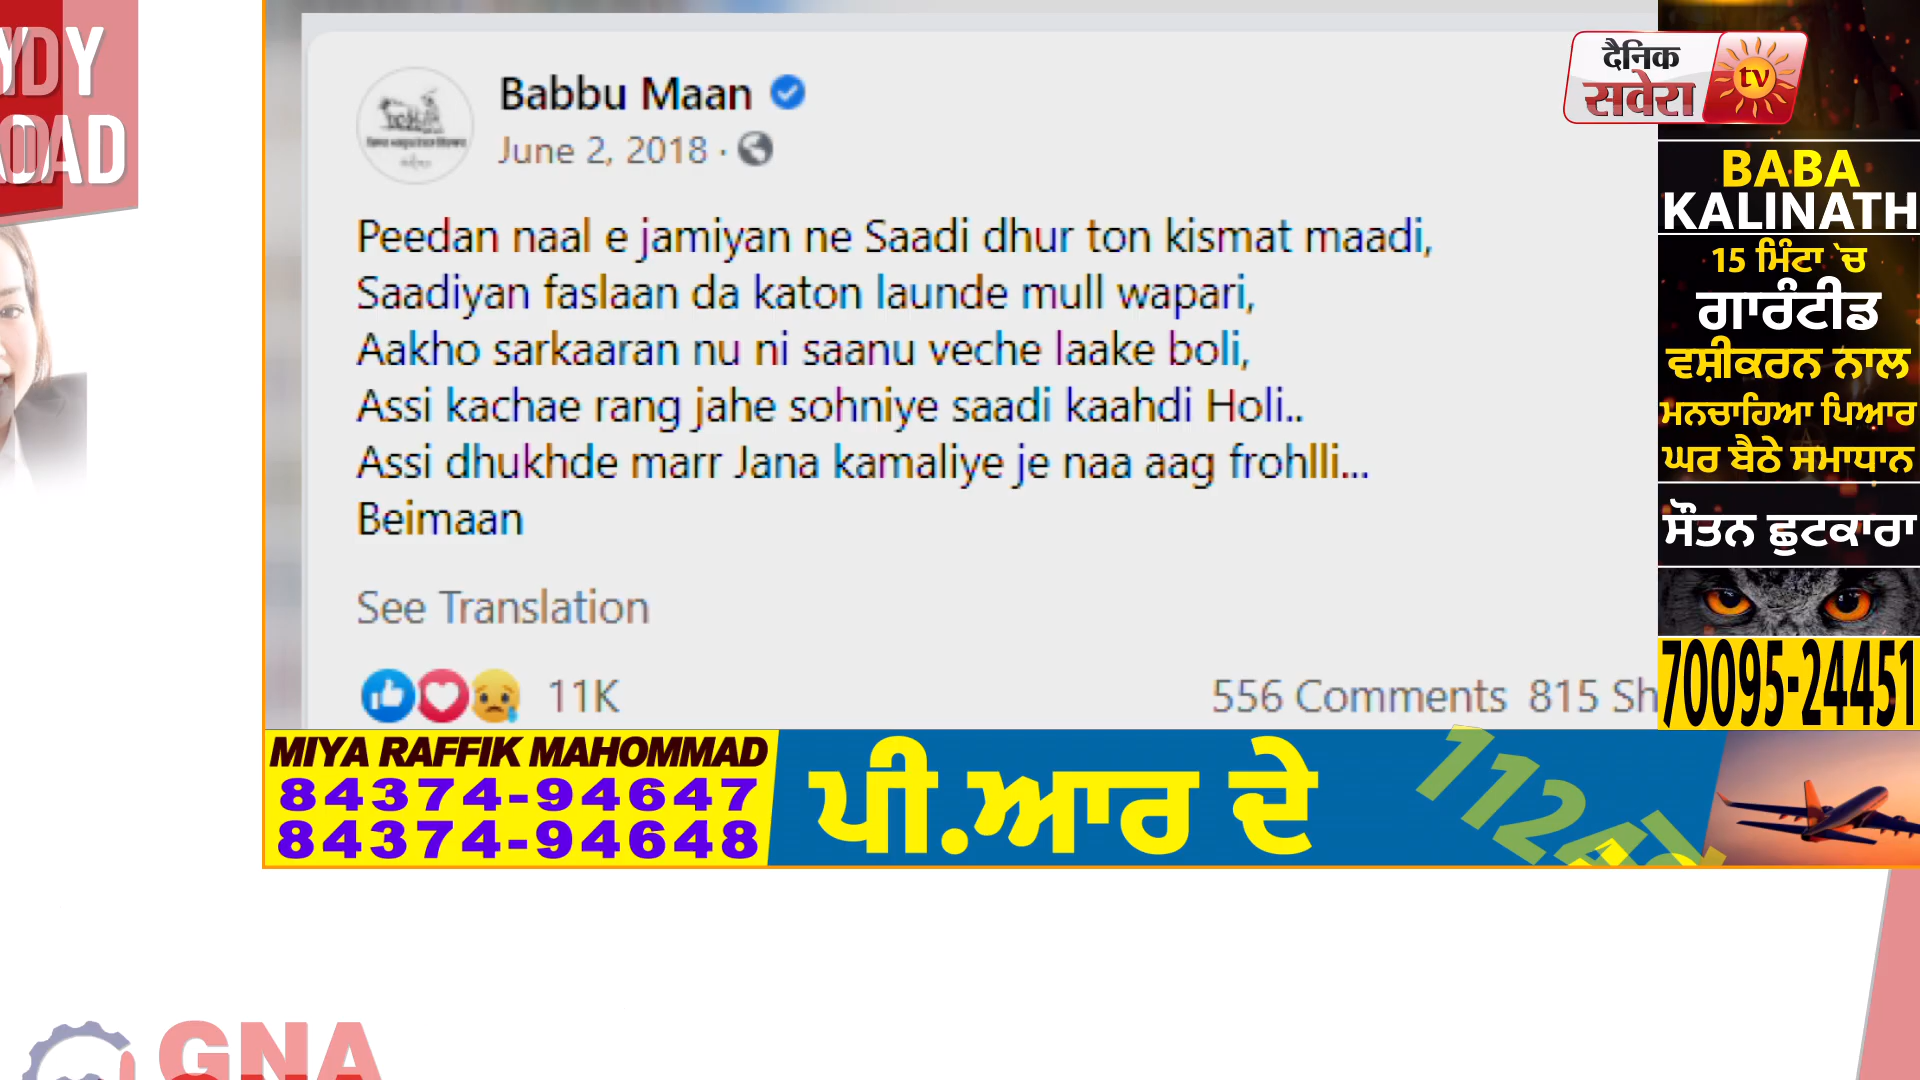 Babbu Maan
June 2, 2018 ·
Peedan naal e jamiyan ne Saadi dhur ton kismat maadi,
Saadiyan faslaan da katon launde mull wapari,
Aakho sarkaaran nu ni saanu veche laake boli,
Assi kachae rang jahe sohniye saadi kaahdi Holi..
Assi dhukhde marr Jana kamaliye je naa aag frohlli...
Beimaan
See Translation
11K
556 Comments 815 Sh
दैनिक
सवेरा
tv
BABA
KALINATH
15 ਮਿੰਟਾ `ਚ
ਗਾਰੰਟੀਡ
ਵਸ਼ੀਕਰਨ ਨਾਲ
ਮਨਚਾਹਿਆ ਪਿਆਰ
ਘਰ ਬੈਠੇ ਸਮਾਧਾਨ
ਸੌਤਨ ਛੁਟਕਾਰਾ
70095-24451
MIYA RAFFIK MAHOMMAD
84374-94647
84374-94648
ਪੀ.ਆਰ ਦੇ
GNA